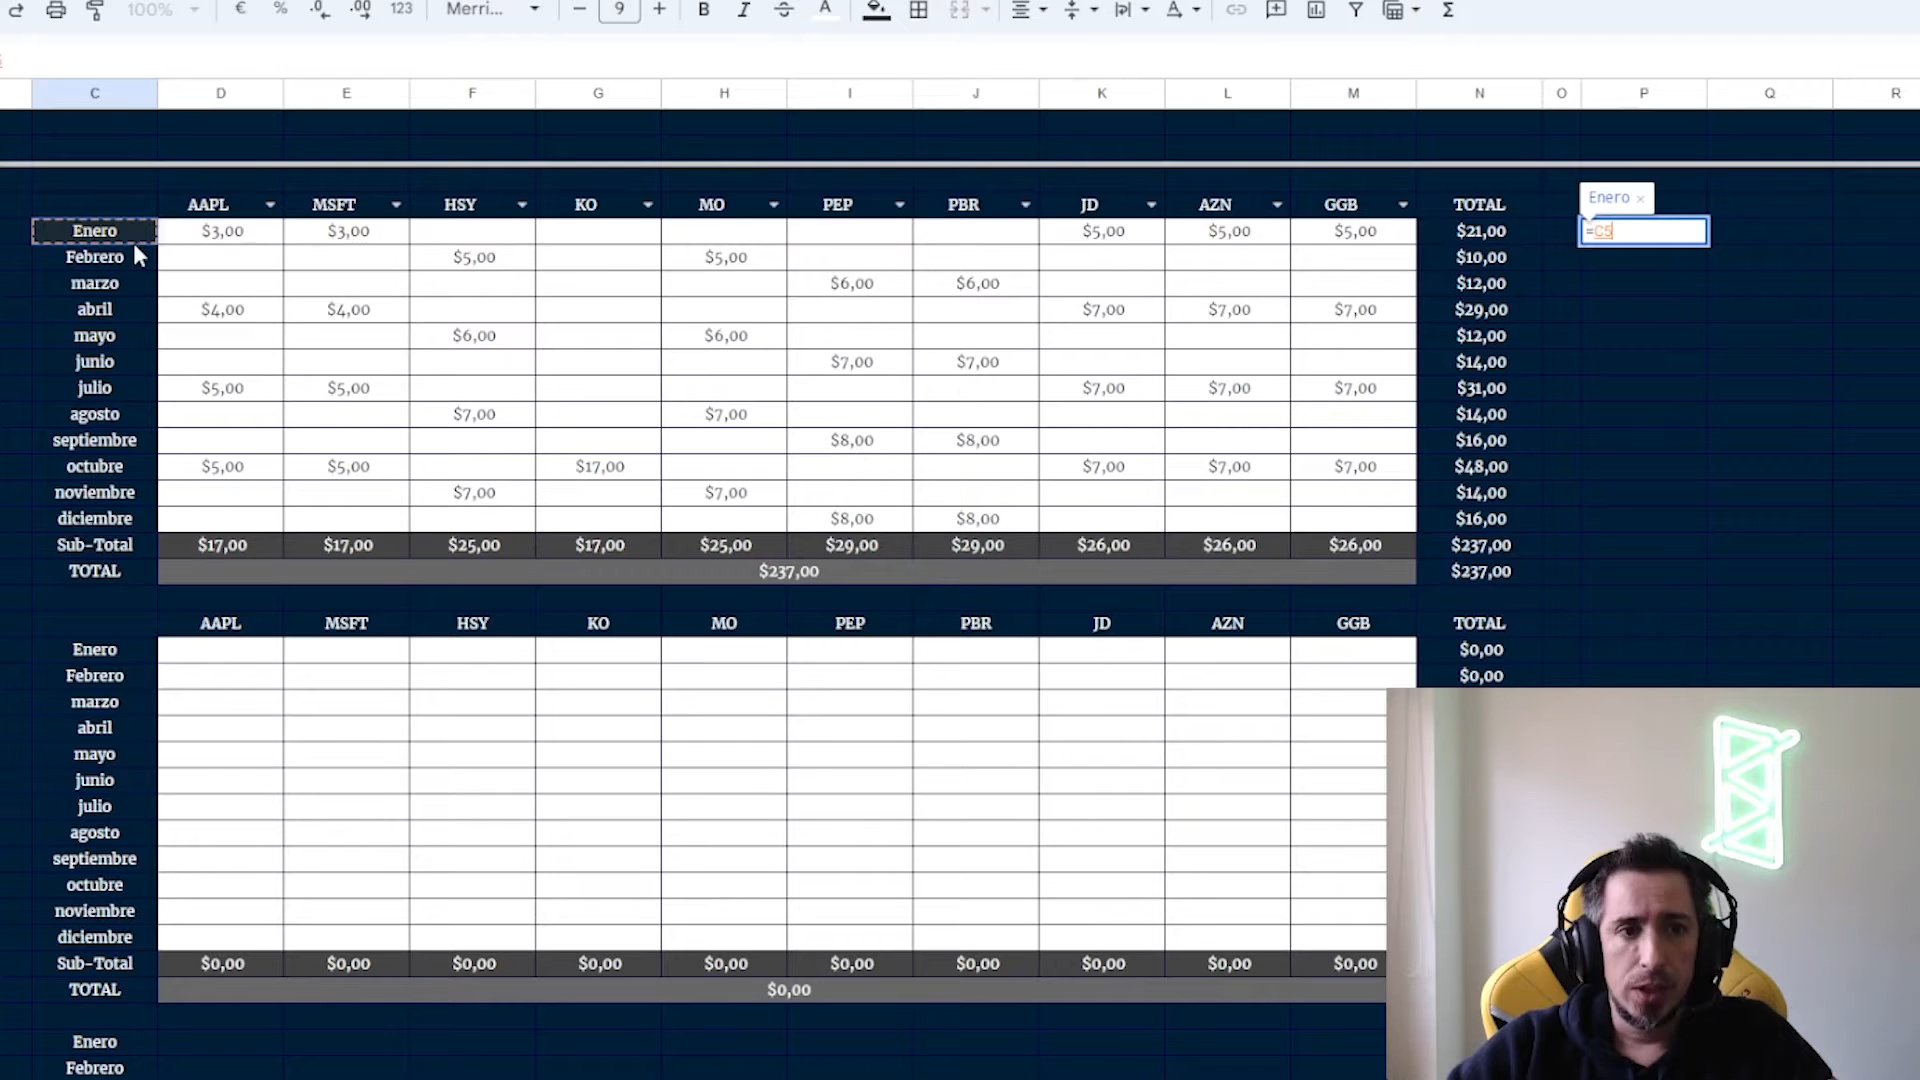 100% € % .0 .00 123 Merri... − 9 + B I S A Σ
C D E F G H I J K L M N O P Q R
AAPL MSFT HSY KO MO PEP PBR JD AZN GGB TOTAL Enero ×
Enero $3,00 $3,00 $5,00 $5,00 $5,00 $21,00 =C5
Febrero $5,00 $5,00 $10,00
marzo $6,00 $6,00 $12,00
abril $4,00 $4,00 $7,00 $7,00 $7,00 $29,00
mayo $6,00 $6,00 $12,00
junio $7,00 $7,00 $14,00
julio $5,00 $5,00 $7,00 $7,00 $7,00 $31,00
agosto $7,00 $7,00 $14,00
septiembre $8,00 $8,00 $16,00
octubre $5,00 $5,00 $17,00 $7,00 $7,00 $7,00 $48,00
noviembre $7,00 $7,00 $14,00
diciembre $8,00 $8,00 $16,00
Sub-Total $17,00 $17,00 $25,00 $17,00 $25,00 $29,00 $29,00 $26,00 $26,00 $26,00 $237,00
TOTAL $237,00 $237,00
AAPL MSFT HSY KO MO PEP PBR JD AZN GGB TOTAL
Enero $0,00
Febrero $0,00
marzo
abril
mayo
junio
julio
agosto
septiembre
octubre
noviembre
diciembre
Sub-Total $0,00 $0,00 $0,00 $0,00 $0,00 $0,00 $0,00 $0,00 $0,00 $0,00
TOTAL $0,00
Enero
Febrero